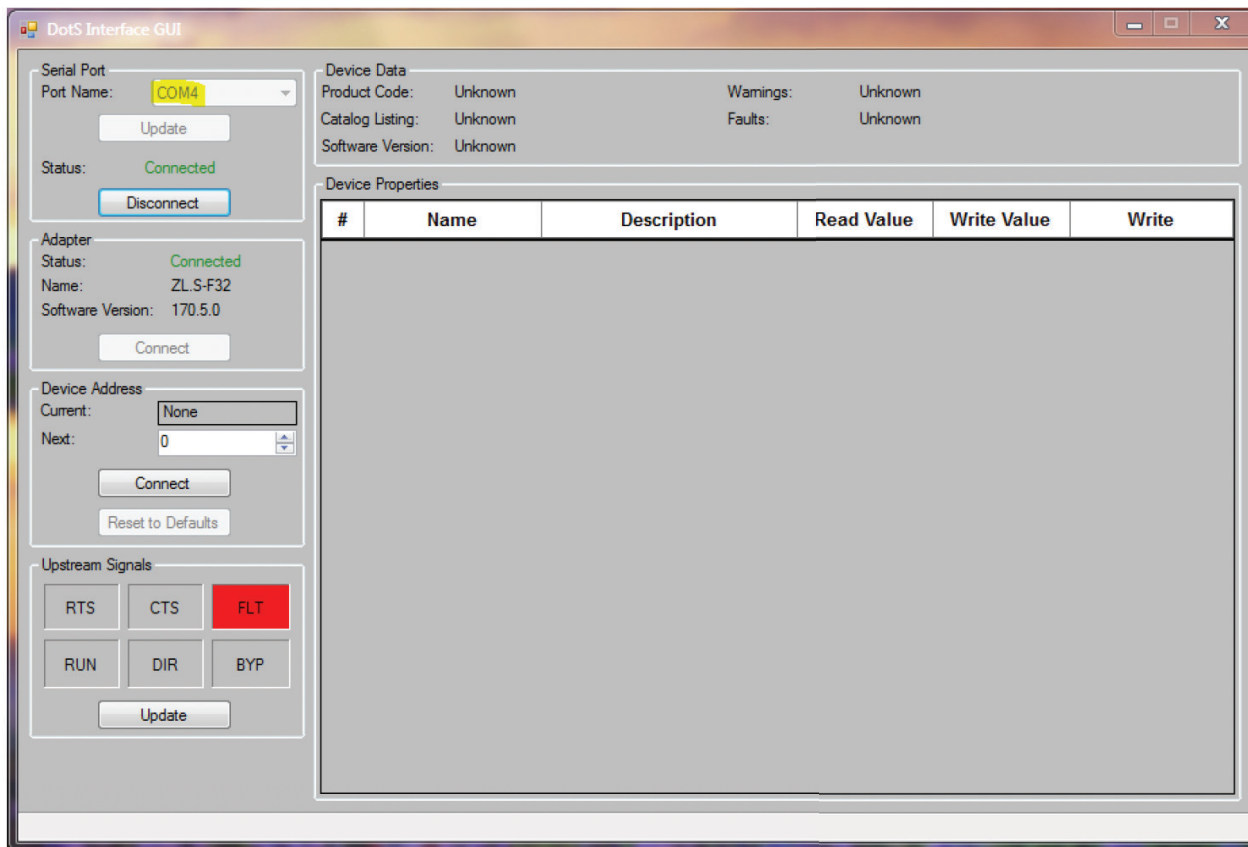 DotS Interface GUI
Serial Port
Port Name: COM4
Update
Status: Connected
Disconnect
Adapter
Status: Connected
Name: ZL.S-F32
Software Version: 170.5.0
Connect
Device Address
Current: None
Next: 0
Connect
Reset to Defaults
Upstream Signals
RTS CTS FLT
RUN DIR BYP
Update
Device Data
Product Code: Unknown Warnings: Unknown
Catalog Listing: Unknown Faults: Unknown
Software Version: Unknown
Device Properties
# Name Description Read Value Write Value Write